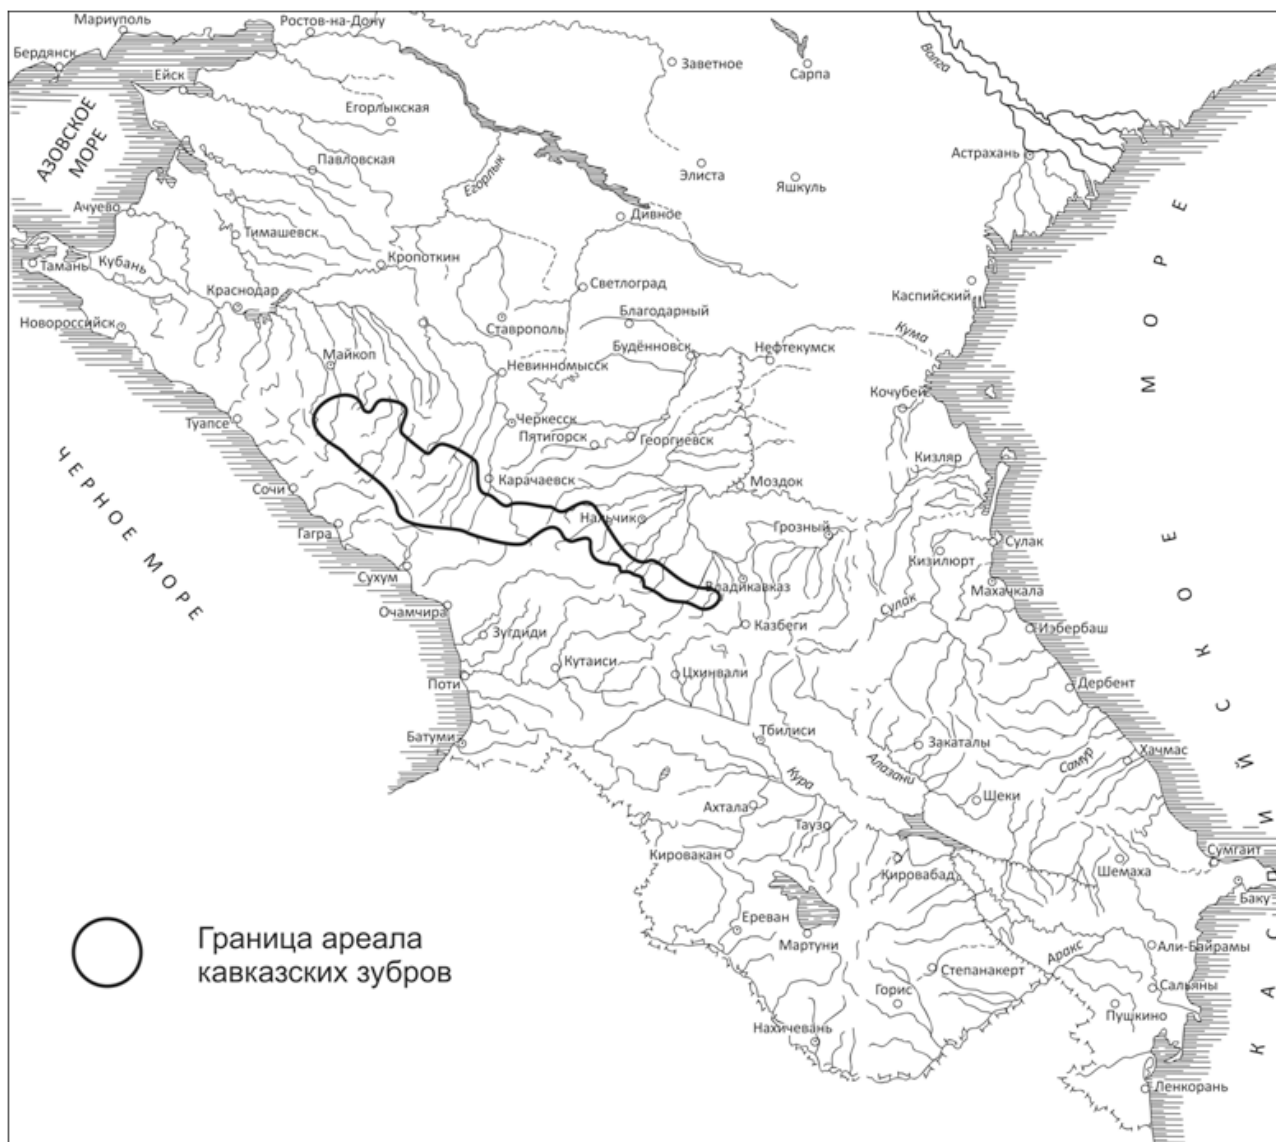 Мариуполь
Ростов-на-Дону
Бердянск
Ейск
Заветное
Сарпа
Волга
АЗОВСКОЕ
МОРЕ
Егорлыкская
Павловская
Егорлык
Элиста
Яшкуль
Астрахань
Ачуево
Тимашевск
Дивное
Тамань
Кубань
Кропоткин
Краснодар
Светлоград
Каспийский
Новороссийск
Ставрополь
Благодарный
Кума
Майкоп
Будённовск
Нефтекумск
Невинномысск
Кочубей
Туапсе
Черкесск
Пятигорск
Георгиевск
Кизляр
ЧЕРНОЕ МОРЕ
Сочи
Карачаевск
Моздок
Гагра
Нальчик
Грозный
Сулак
Кизилюрт
Сухум
Владикавказ
Махачкала
Очамчира
Сулак
Казбеги
Избербаш
Зугдиди
Кутаиси
Цхинвали
Поти
Дербент
Батуми
Тбилиси
Закаталы
Хачмас
Кура
Алазани
Самур
Шеки
Ахтала
Таузо
Кировакан
Кировабад
Шемаха
Сумгаит
Баку
Ереван
Мартуни
Аракс
Али-Байрамы
Степанакерт
Горис
Сальяны
Пушкино
Нахичевань
Ленкорань
КАСПИЙСКОЕ МОРЕ
Граница ареала
кавказских зубров